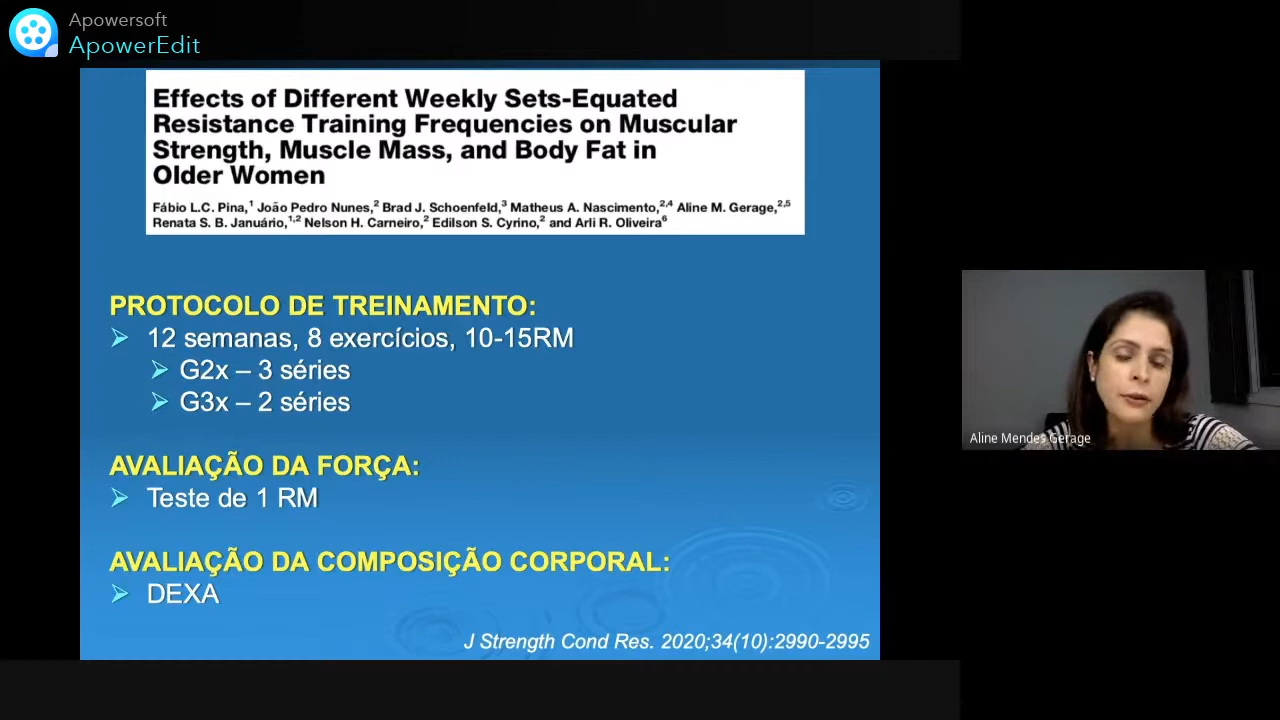 Apowersoft
ApowerEdit
Effects of Different Weekly Sets-Equated
Resistance Training Frequencies on Muscular
Strength, Muscle Mass, and Body Fat in
Older Women
Fábio L.C. Pina,1 João Pedro Nunes,2 Brad J. Schoenfeld,3 Matheus A. Nascimento,2,4 Aline M. Gerage,2,5
Renata S. B. Januário,1,2 Nelson H. Carneiro,2 Edilson S. Cyrino,2 and Arli R. Oliveira6
PROTOCOLO DE TREINAMENTO:
12 semanas, 8 exercícios, 10-15RM
G2x – 3 séries
G3x – 2 séries
AVALIAÇÃO DA FORÇA:
Teste de 1 RM
AVALIAÇÃO DA COMPOSIÇÃO CORPORAL:
DEXA
J Strength Cond Res. 2020;34(10):2990-2995
Aline Mendes Gerage